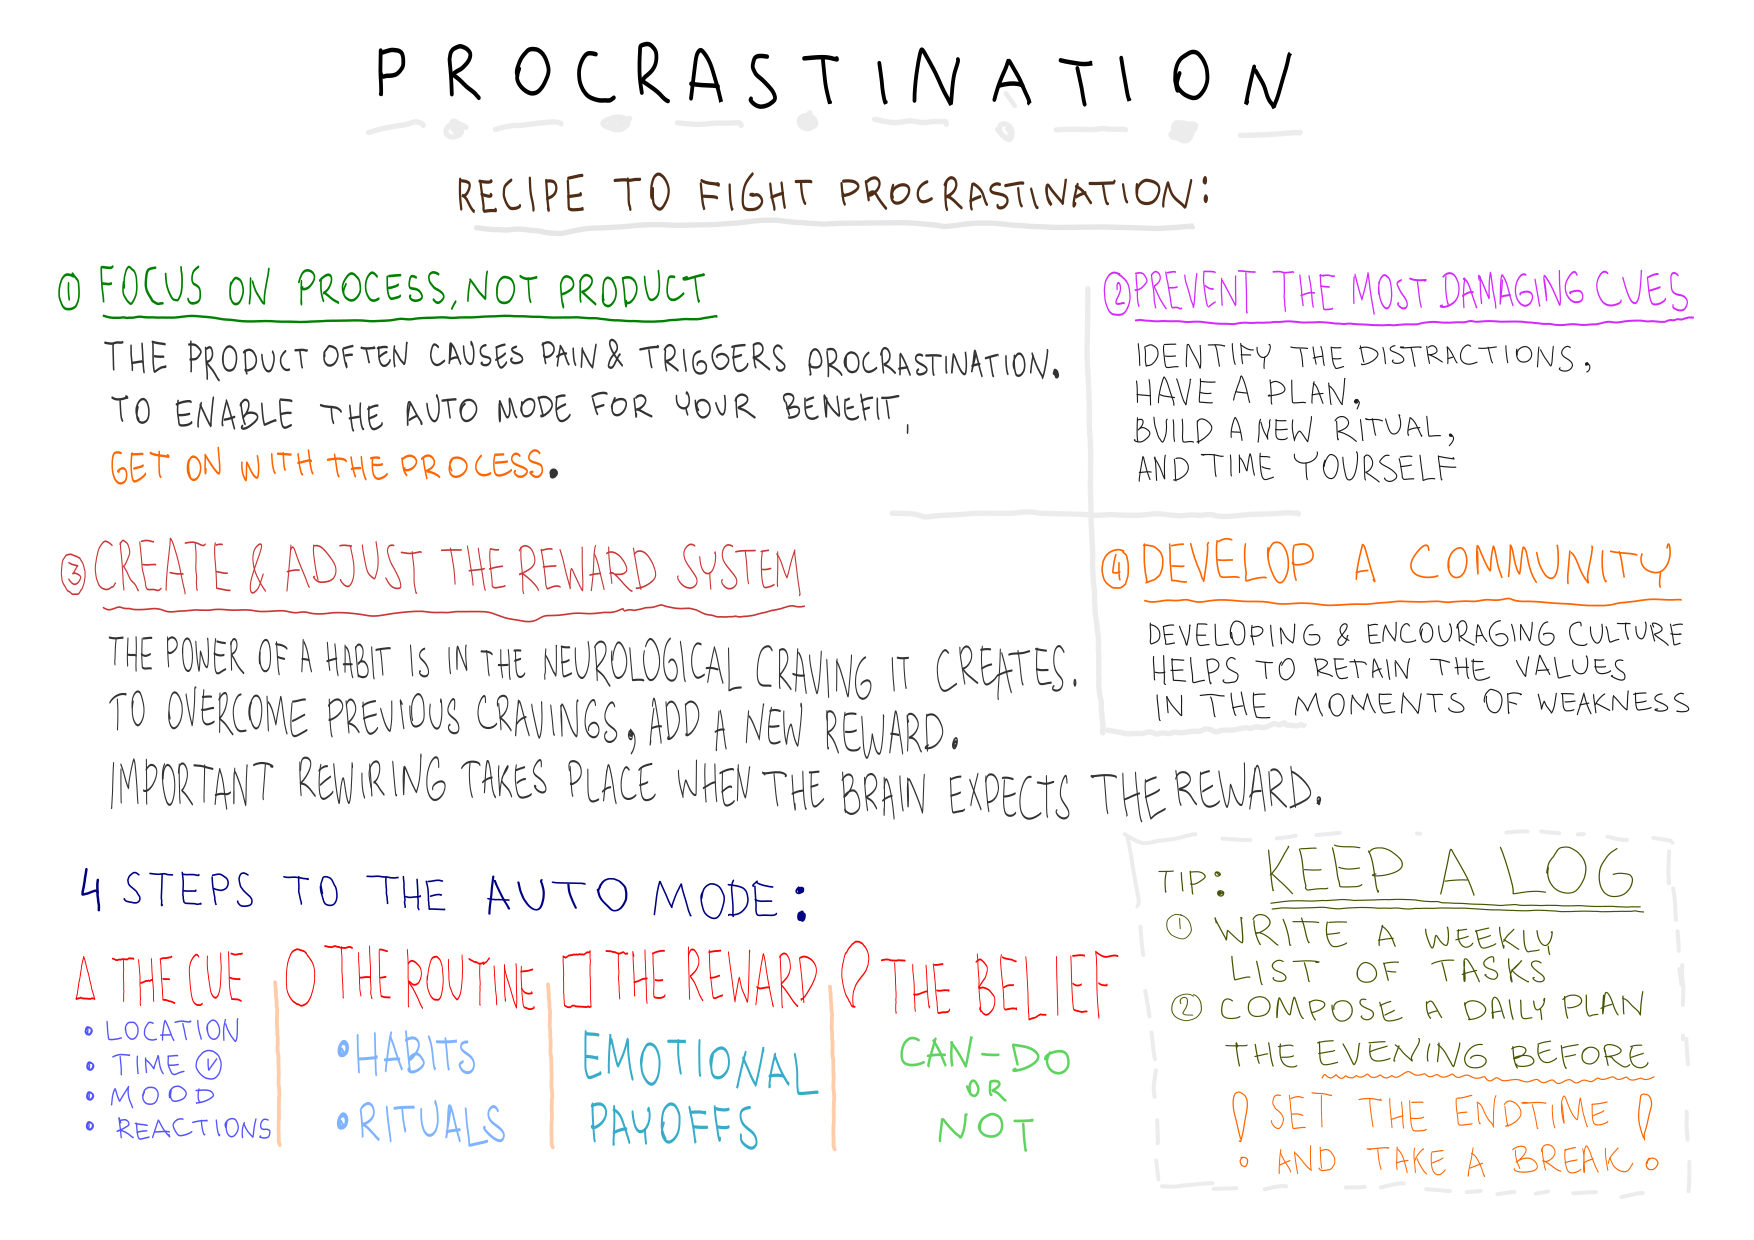 PROCRASTINATION
RECIPE TO FIGHT PROCRASTINATION:
① FOCUS ON PROCESS, NOT PRODUCT
THE PRODUCT OFTEN CAUSES PAIN & TRIGGERS PROCRASTINATION.
TO ENABLE THE AUTO MODE FOR YOUR BENEFIT,
GET ON WITH THE PROCESS.
② PREVENT THE MOST DAMAGING CUES
IDENTIFY THE DISTRACTIONS,
HAVE A PLAN,
BUILD A NEW RITUAL,
AND TIME YOURSELF
③ CREATE & ADJUST THE REWARD SYSTEM
THE POWER OF A HABIT IS IN THE NEUROLOGICAL CRAVING IT CREATES.
TO OVERCOME PREVIOUS CRAVINGS, ADD A NEW REWARD.
IMPORTANT REWIRING TAKES PLACE WHEN THE BRAIN EXPECTS THE REWARD.
④ DEVELOP A COMMUNITY
DEVELOPING & ENCOURAGING CULTURE
HELPS TO RETAIN THE VALUES
IN THE MOMENTS OF WEAKNESS
4 STEPS TO THE AUTO MODE:
THE CUE
• LOCATION
• TIME
• MOOD
• REACTIONS
THE ROUTINE
• HABITS
• RITUALS
THE REWARD
EMOTIONAL
PAYOFFS
THE BELIEF
CAN-DO
OR
NOT
TIP: KEEP A LOG
① WRITE A WEEKLY
LIST OF TASKS
② COMPOSE A DAILY PLAN
THE EVENING BEFORE
! SET THE ENDTIME !
AND TAKE A BREAK